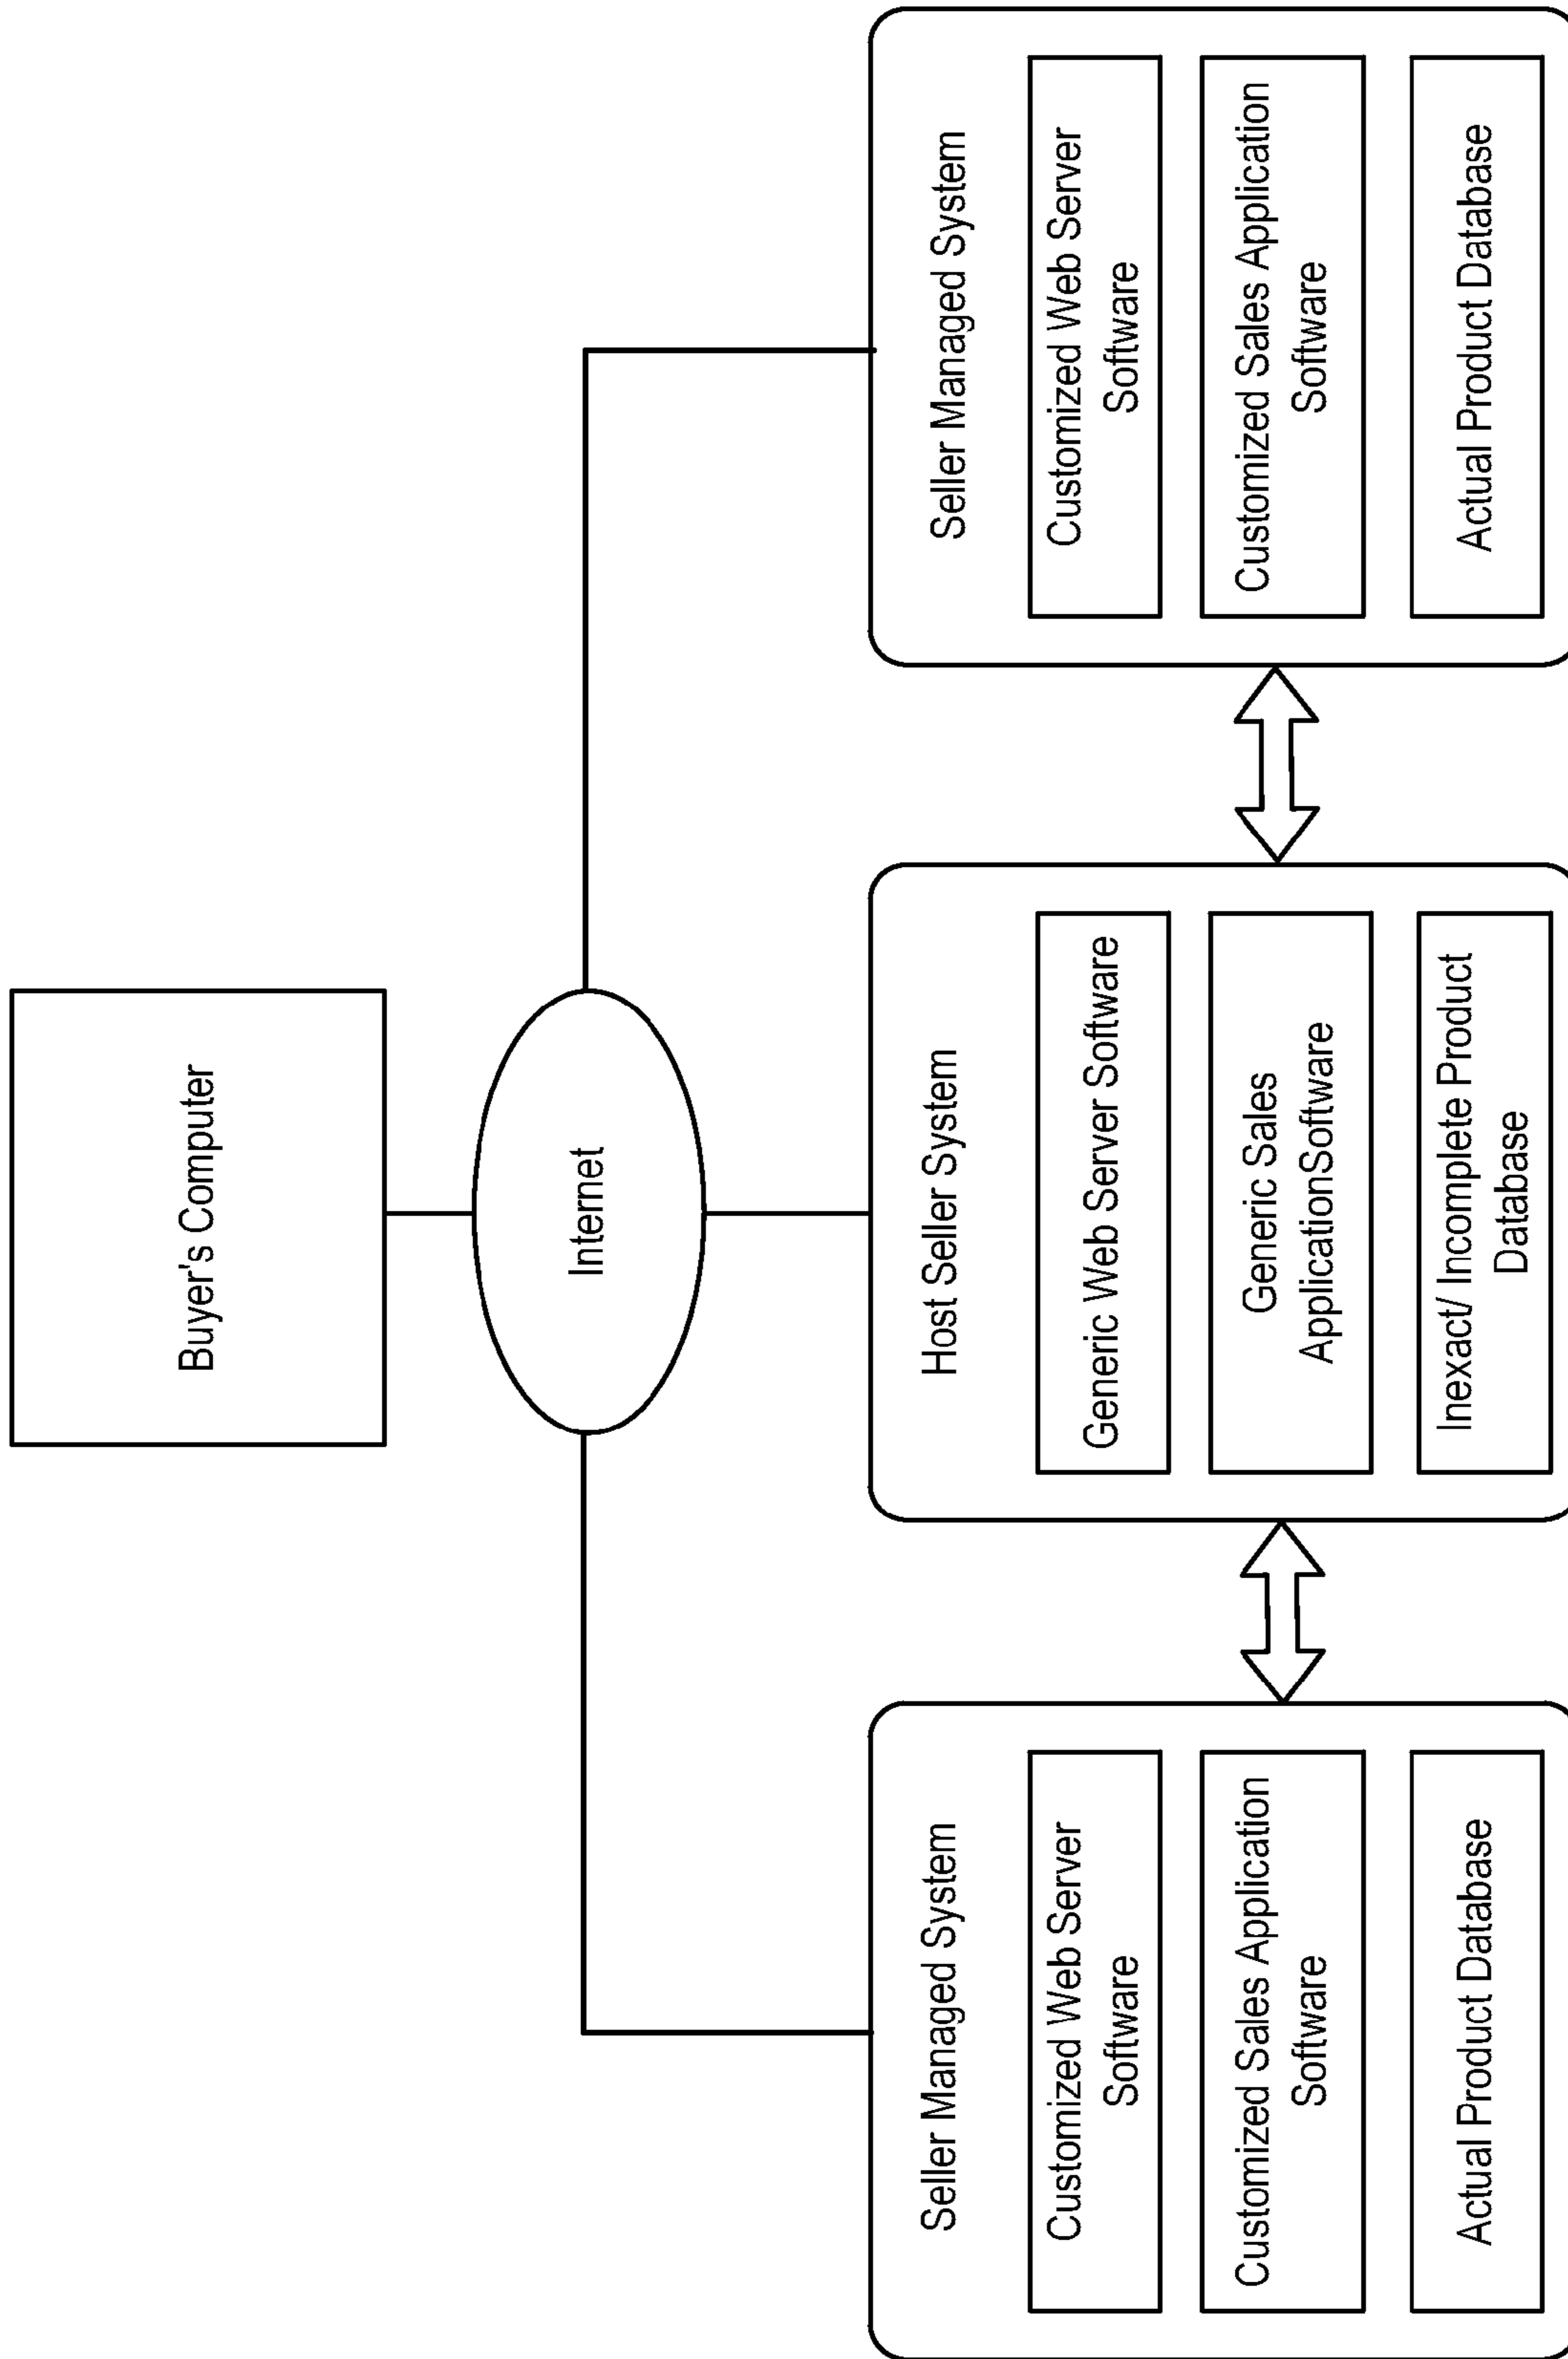 Buyer's Computer
Internet
Seller Managed System
Customized Web Server
Software
Customized Sales Application
Software
Actual Product Database
Host Seller System
Generic Web Server Software
Generic Sales
ApplicationSoftware
Inexact/ Incomplete Product
Database
Seller Managed System
Customized Web Server
Software
Customized Sales Application
Software
Actual Product Database